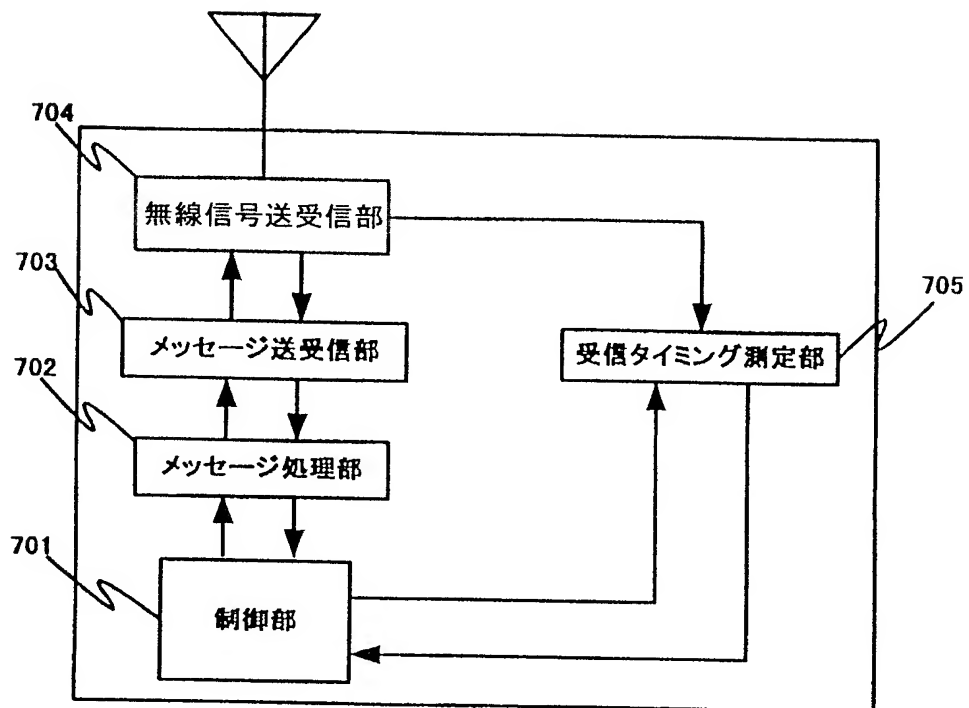 704
無線信号送受信部
703
メッセージ送受信部
705
受信タイミング測定部
702
メッセージ処理部
701
制御部